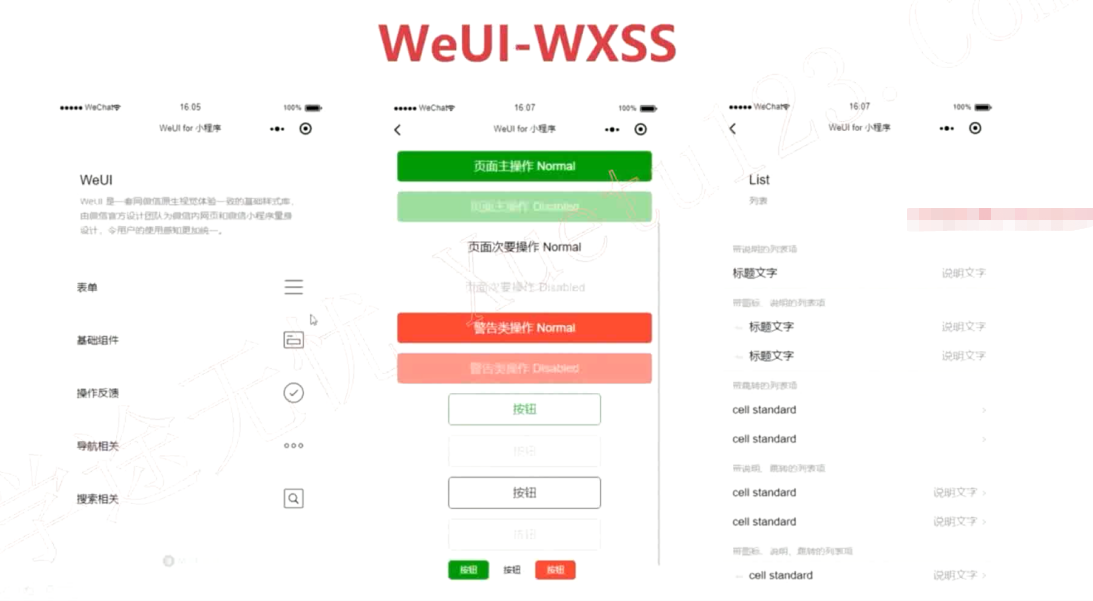 WeUI-WXSS
WeChat
16:05
100%
WeUI for 小程序
WeUI
WeUI 是一套同微信原生视觉体验一致的基础样式库,
由微信官方设计团队为微信内网页和微信小程序量身
设计,令用户的使用感知更加统一。
表单
基础组件
操作反馈
导航相关
搜索相关
WeChat
16:07
100%
WeUI for 小程序
页面主操作 Normal
页面主操作 Disabled
页面次要操作 Normal
页面次要操作 Disabled
警告类操作 Normal
警告类操作 Disabled
按钮
按钮
按钮
按钮
按钮 按钮 按钮
WeChat
16:07
100%
WeUI for 小程序
List
列表
带说明的列表项
标题文字 说明文字
带图标、说明的列表项
标题文字 说明文字
标题文字 说明文字
带跳转的列表项
cell standard
cell standard
带说明、跳转的列表项
cell standard 说明文字
cell standard 说明文字
带图标、说明、跳转的列表项
cell standard 说明文字
学途无忧 Xuetu123.Com